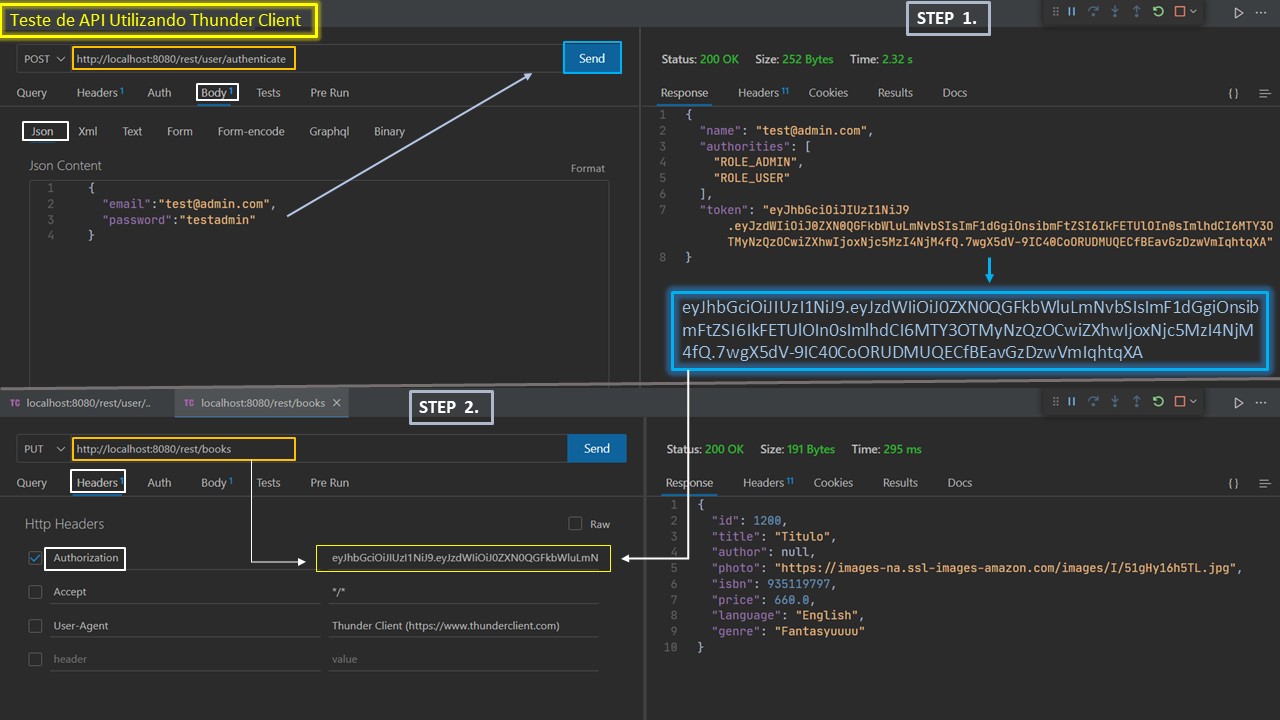 Teste de API Utilizando Thunder Client
STEP 1.
POST http://localhost:8080/rest/user/authenticate Send
Query Headers 1 Auth Body 1 Tests Pre Run
Json Xml Text Form Form-encode Graphql Binary
Json Content
Format
1 {
2 "email":"test@admin.com",
3 "password":"testadmin"
4 }
Status: 200 OK Size: 252 Bytes Time: 2.32 s
Response Headers 11 Cookies Results Docs {}
1 {
2 "name": "test@admin.com",
3 "authorities": [
4 "ROLE_ADMIN",
5 "ROLE_USER"
6 ],
7 "token": "eyJhbGciOiJIUzI1NiJ9
.eyJzdWIiOiJ0ZXN0QGFkbWluLmNvbSIsImF1dGgiOnsibmFtZSI6IkFETUlOIn0sImlhdCI6MTY3O
TMyNzQzOCwiZXhwIjoxNjc5MzI4NjM4fQ.7wgX5dV-9IC40CoORUDMUQECfBEavGzDzwVmIqhtqXA"
8 }
eyJhbGciOiJIUzI1NiJ9.eyJzdWIiOiJ0ZXN0QGFkbWluLmNvbSIsImF1dGgiOnsib
mFtZSI6IkFETUlOIn0sImlhdCI6MTY3OTMyNzQzOCwiZXhwIjoxNjc5MzI4NjM
4fQ.7wgX5dV-9IC40CoORUDMUQECfBEavGzDzwVmIqhtqXA
TC localhost:8080/rest/user/.. TC localhost:8080/rest/books
STEP 2.
PUT http://localhost:8080/rest/books Send
Query Headers 1 Auth Body 1 Tests Pre Run
Http Headers Raw
Authorization eyJhbGciOiJIUzI1NiJ9.eyJzdWIiOiJ0ZXN0QGFkbWluLmN
Accept */*
User-Agent Thunder Client (https://www.thunderclient.com)
header value
Status: 200 OK Size: 191 Bytes Time: 295 ms
Response Headers 11 Cookies Results Docs {}
1 {
2 "id": 1200,
3 "title": "Titulo",
4 "author": null,
5 "photo": "https://images-na.ssl-images-amazon.com/images/I/51gHy16h5TL.jpg",
6 "isbn": 935119797,
7 "price": 660.0,
8 "language": "English",
9 "genre": "Fantasyuuuu"
10 }